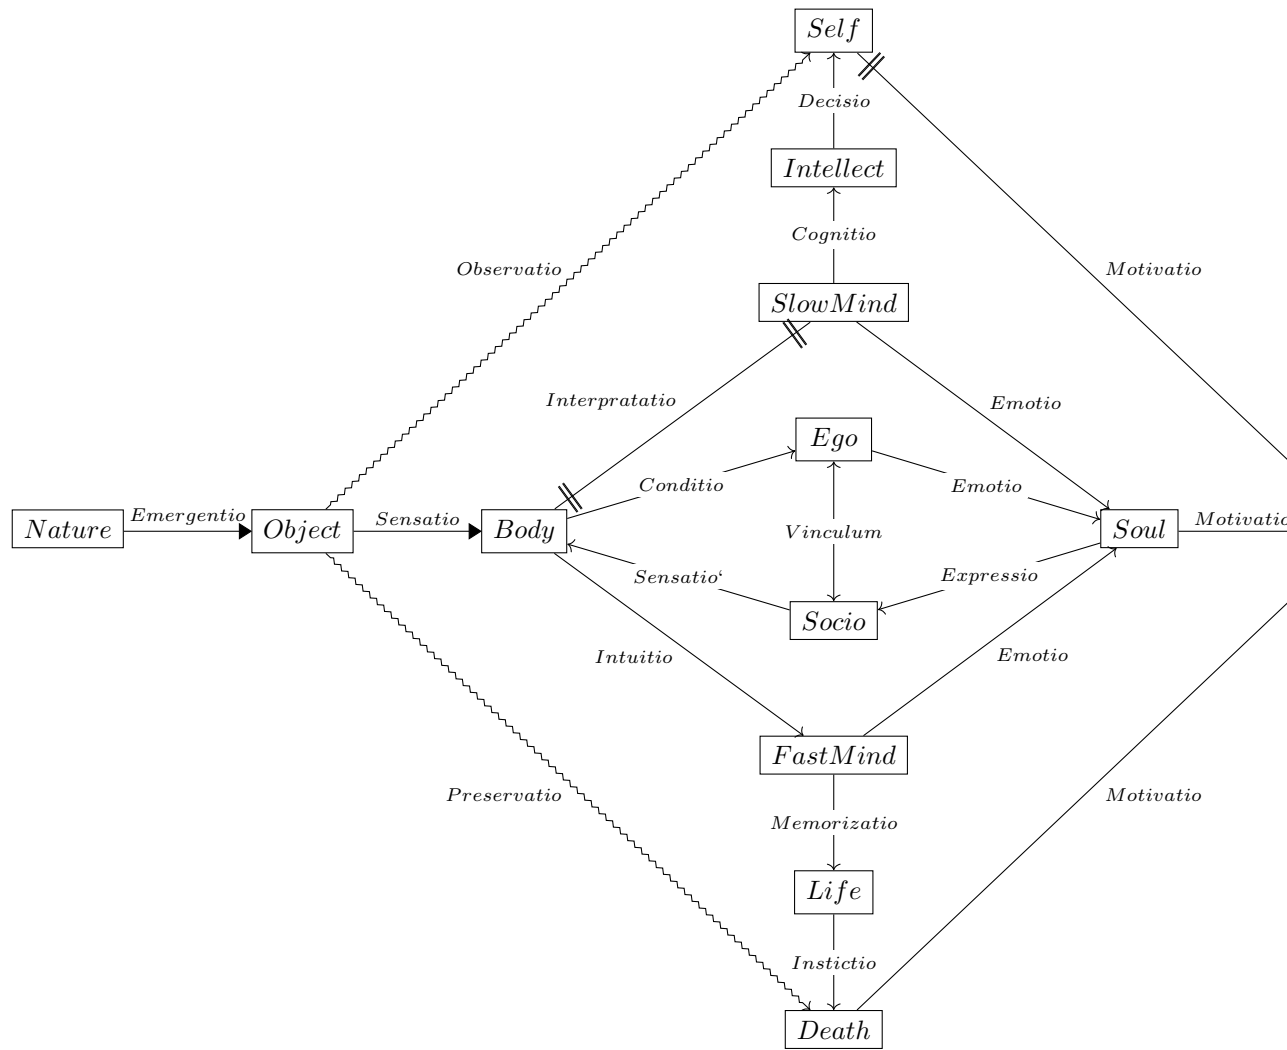 Self
Decisio
Intellect
Cognitio
Observatio
Motivatio
SlowMind
Interpratatio
Emotio
Ego
Conditio
Emotio
Nature
Emergentio
Object
Sensatio
Body
Vinculum
Soul
Motivatio
Sensatio‘
Expressio
Socio
Intuitio
Emotio
FastMind
Preservatio
Motivatio
Memorizatio
Life
Instictio
Death